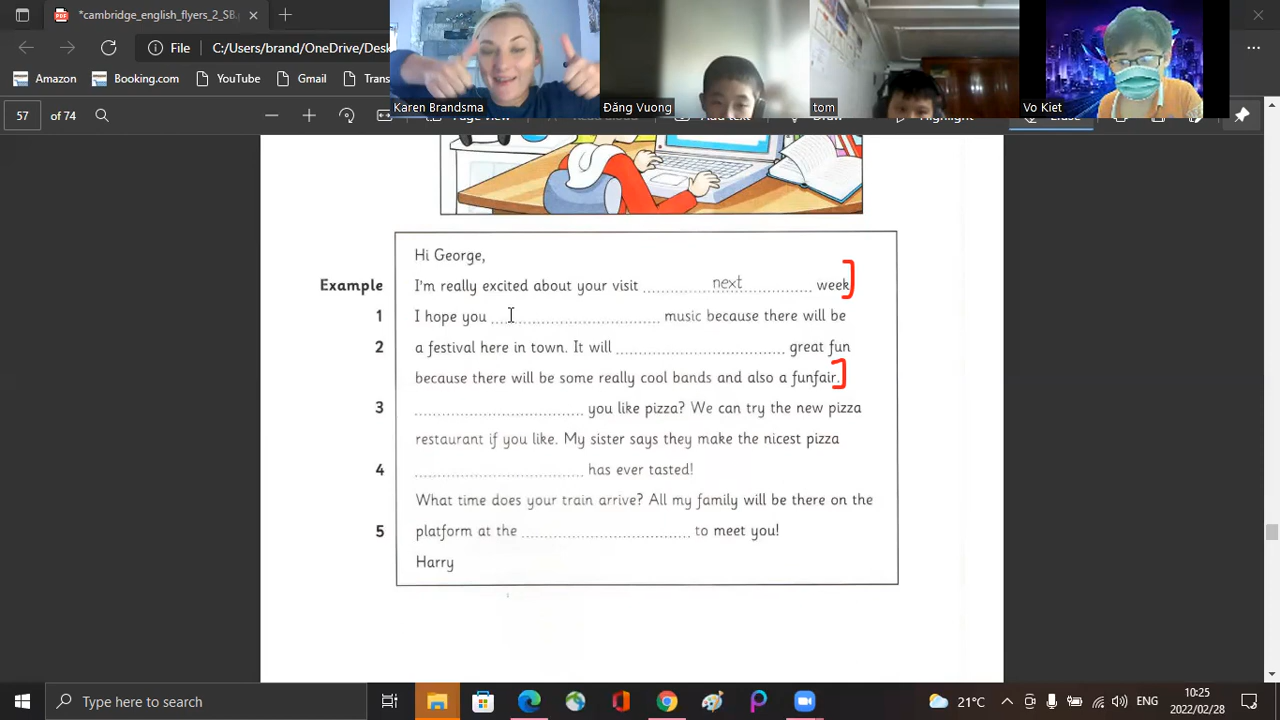 *cambridge_english_flyers_2_SB.p
File
C:/Users/brand/OneDrive/Desk
Amazon
Booking.com
YouTube
Gmail
Karen Brandsma
Đăng Vuong
tom
Vo Kiet
57 of 74
Hi George,
Example I'm really excited about your visit next week.
1 I hope you ........ music because there will be
2 a festival here in town. It will ........ great fun
because there will be some really cool bands and also a funfair.
3 ........ you like pizza? We can try the new pizza
restaurant if you like. My sister says they make the nicest pizza
4 ........ has ever tasted!
What time does your train arrive? All my family will be there on the
5 platform at the ........ to meet you!
Harry
Type here to search
21°C
ENG
10:25
2022/02/28